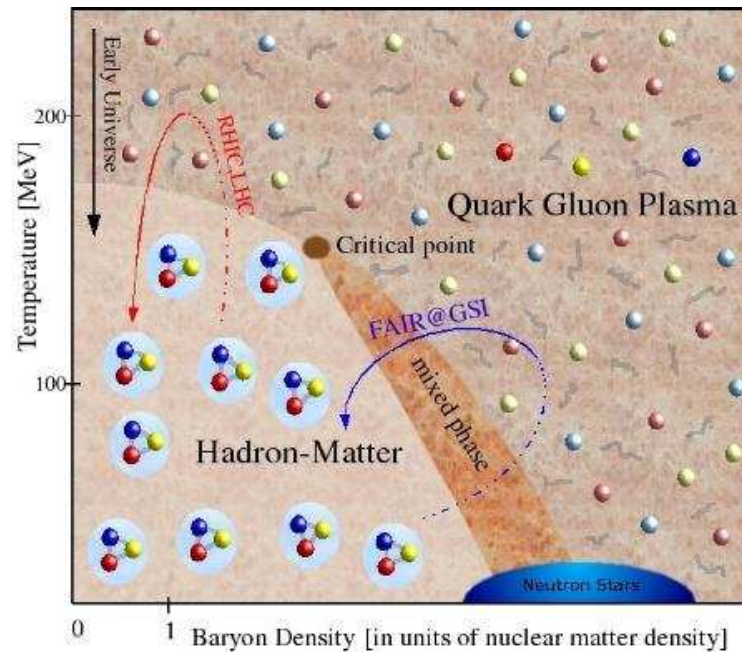 Early Universe
200
RHIC,LHC
Quark Gluon Plasma
Critical point
Temperature [MeV]
FAIR@GSI
100
mixed phase
Hadron-Matter
Neutron Stars
0
1
Baryon Density [in units of nuclear matter density]